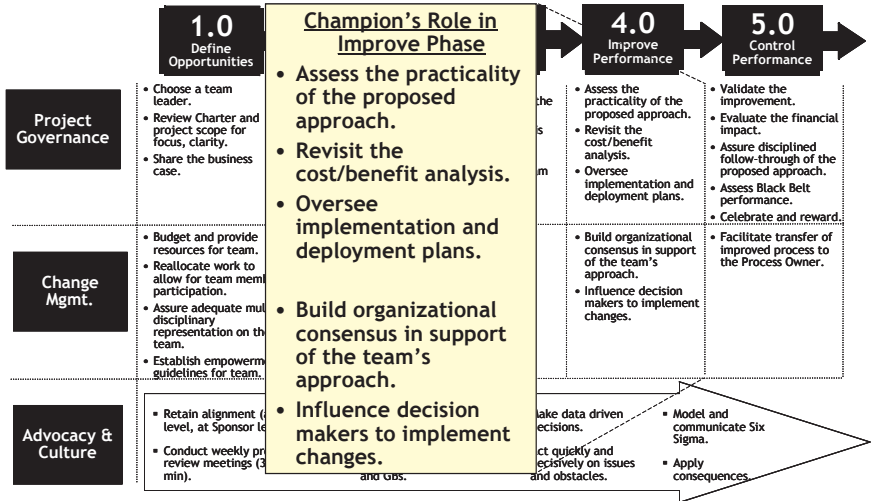 1.0
Define
Opportunities
4.0
Improve
Performance
5.0
Control
Performance
Champion’s Role in
Improve Phase
• Assess the practicality
of the proposed
approach.
• Revisit the
cost/benefit analysis.
• Oversee
implementation and
deployment plans.
• Build organizational
consensus in support
of the team’s
approach.
• Influence decision
makers to implement
changes.
Project
Governance
• Choose a team
leader.
• Review Charter and
project scope for
focus, clarity.
• Share the business
case.
the
• Assess the
practicality of the
proposed approach.
• Revisit the
cost/benefit
analysis.
• Oversee
implementation and
deployment plans.
• Validate the
improvement.
• Evaluate the financial
impact.
• Assure disciplined
follow-through of the
proposed approach.
• Assess Black Belt
performance.
• Celebrate and reward.
Change
Mgmt.
• Budget and provide
resources for team.
• Reallocate work to
allow for team
participation.
• Assure adequate
disciplinary
representation on
team.
• Establish
guidelines for team.
• Build organizational
consensus in support
of the team’s
approach.
• Influence decision
makers to implement
changes.
• Facilitate transfer of
improved process to
the Process Owner.
Advocacy &
Culture
▪ Retain alignment
level, at Sponsor
▪ Conduct weekly
review meetings
min).
and GBs.
data driven
quickly and
on issues
and obstacles.
▪ Model and
communicate Six
Sigma.
▪ Apply
consequences.